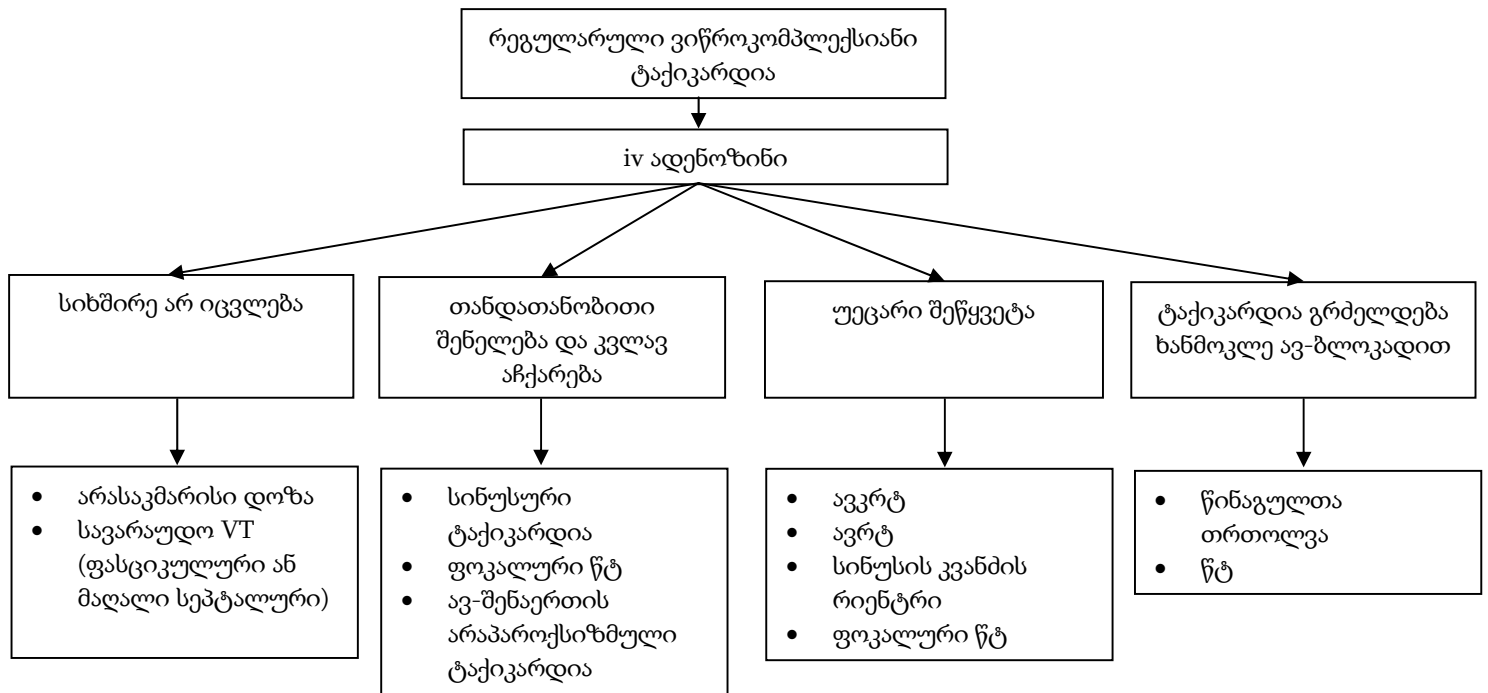 რეგულარული ვიწროკომპლექსიანი
ტაქიკარდია
iv ადენოზინი
სიხშირე არ იცვლება
თანდათანობითი
შენელება და კვლავ
აჩქარება
უეცარი შეწყვეტა
ტაქიკარდია გრძელდება
ხანმოკლე ავ-ბლოკადით
• არასაკმარისი დოზა
• სავარაუდო VT
(ფასციკულური ან
მაღალი სეპტალური)
• სინუსური
ტაქიკარდია
• ფოკალური წტ
• ავ-შენაერთის
არაპაროქსიზმული
ტაქიკარდია
• ავკრტ
• ავრტ
• სინუსის კვანძის
რიენტრი
• ფოკალური წტ
• წინაგულთა
თრთოლვა
• წტ